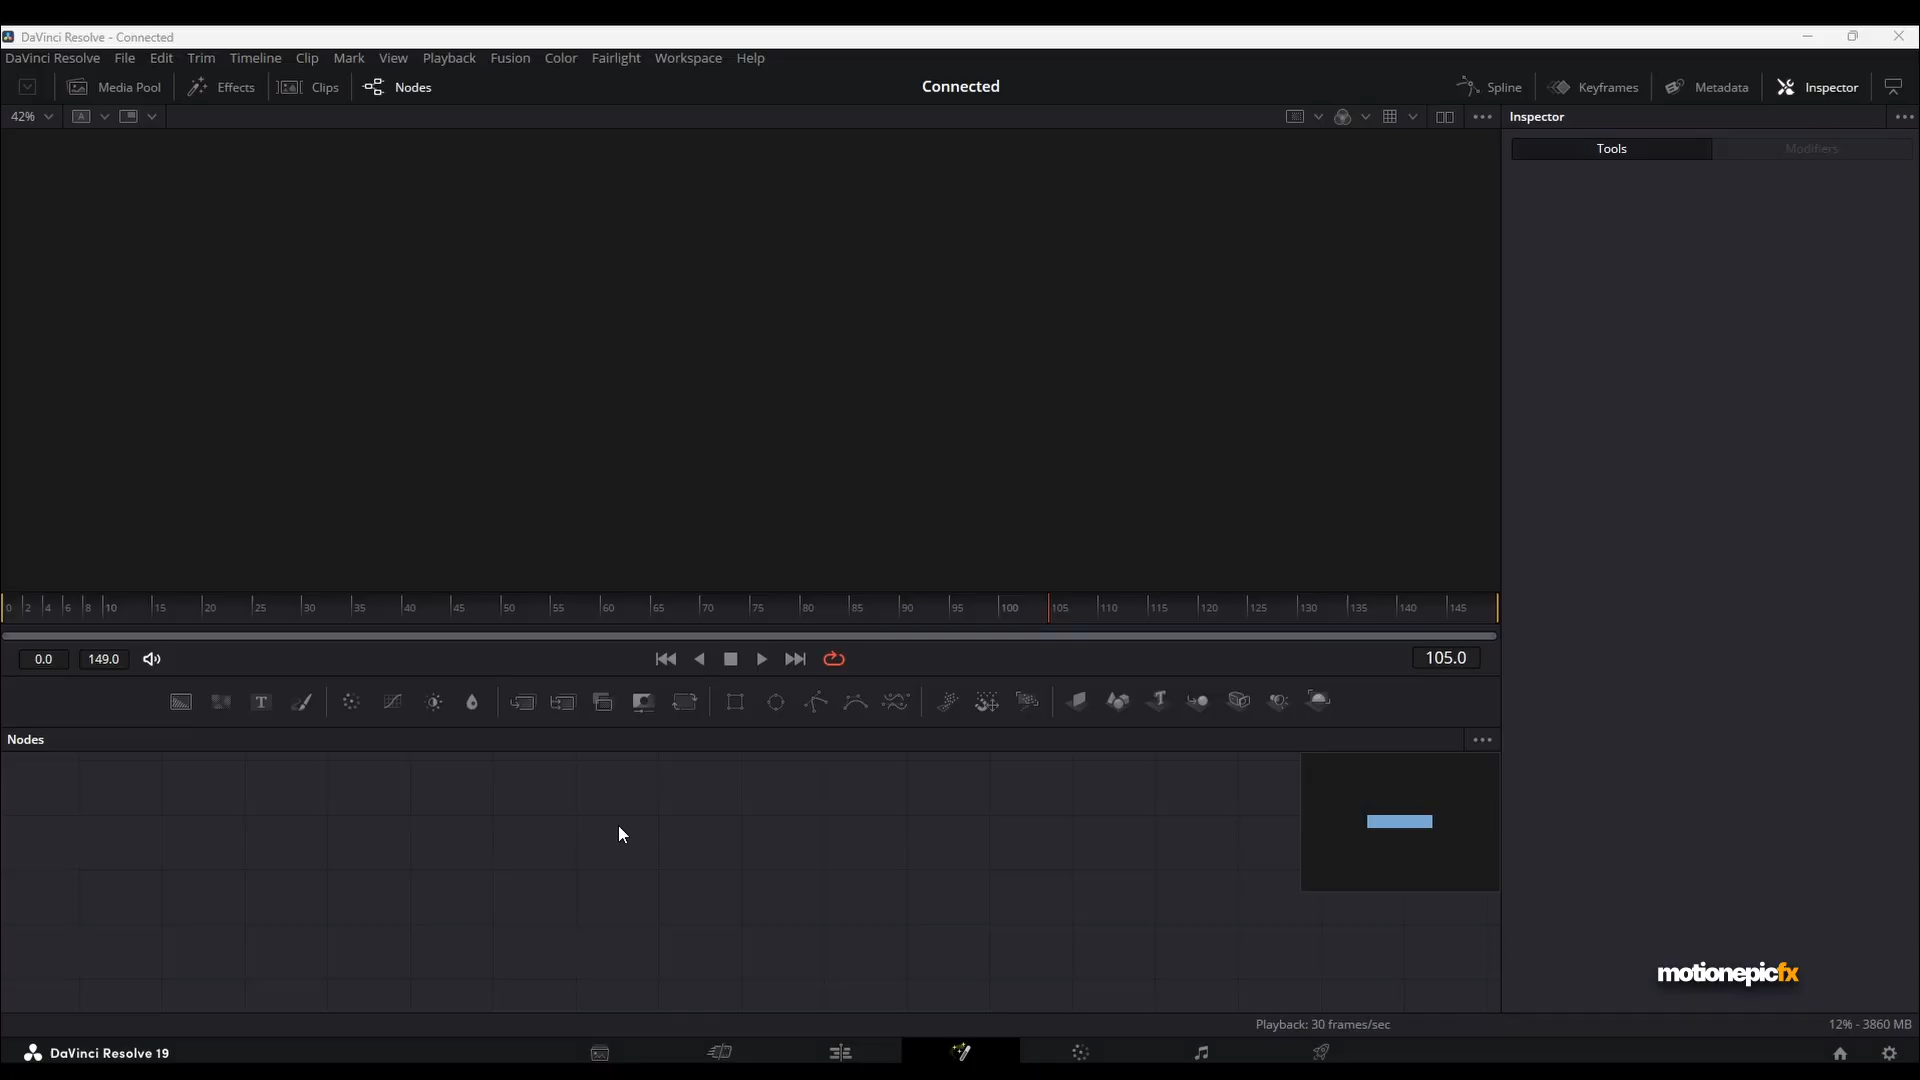 DaVinci Resolve - Connected
DaVinci Resolve File Edit Trim Timeline Clip Mark View Playback Fusion Color Fairlight Workspace Help
Media Pool Effects Clips Nodes Connected Spline Keyframes Metadata Inspector
42% A Inspector
Tools Modifiers
0 2 4 6 8 10 15 20 25 30 35 40 45 50 55 60 65 70 75 80 85 90 95 100 105 110 115 120 125 130 135 140 145
0.0 149.0 105.0
T T
Nodes
motionepicfx
Playback: 30 frames/sec 12% - 3860 MB
DaVinci Resolve 19